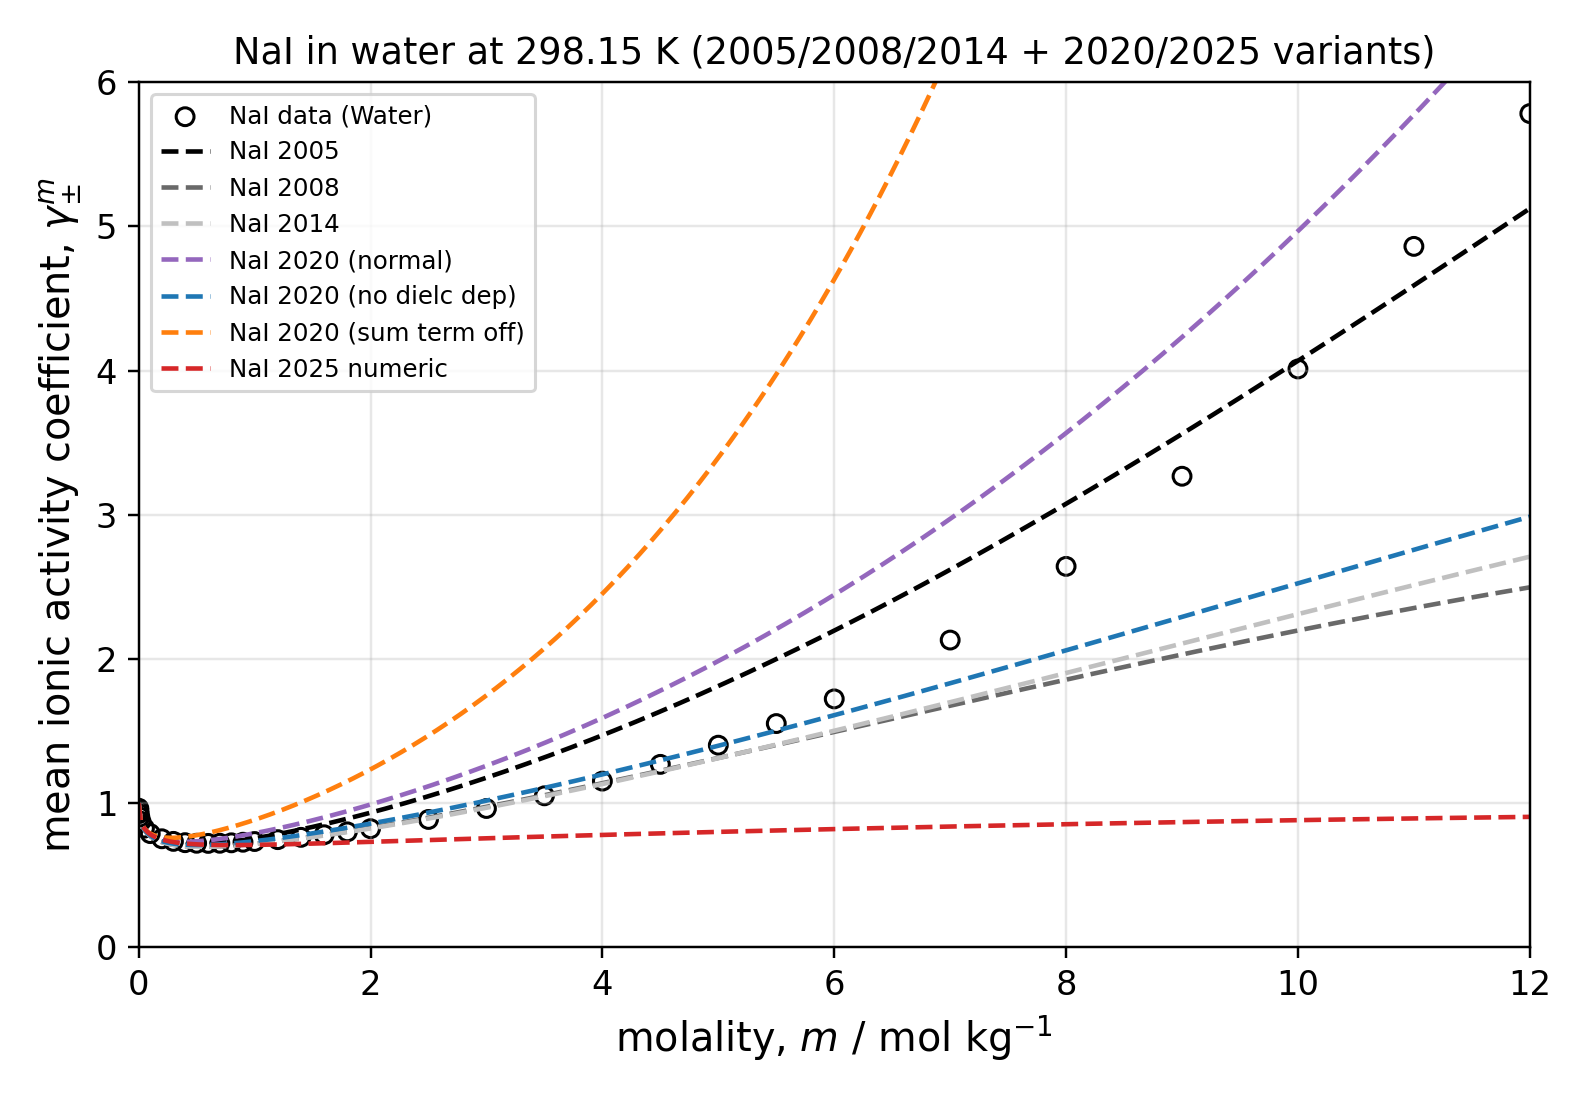 NaI in water at 298.15 K (2005/2008/2014 + 2020/2025 variants)
mean ionic activity coefficient, γ±ᵐ
6
5
4
3
2
1
0
NaI data (Water)
NaI 2005
NaI 2008
NaI 2014
NaI 2020 (normal)
NaI 2020 (no dielc dep)
NaI 2020 (sum term off)
NaI 2025 numeric
0 2 4 6 8 10 12
molality, m / mol kg⁻¹